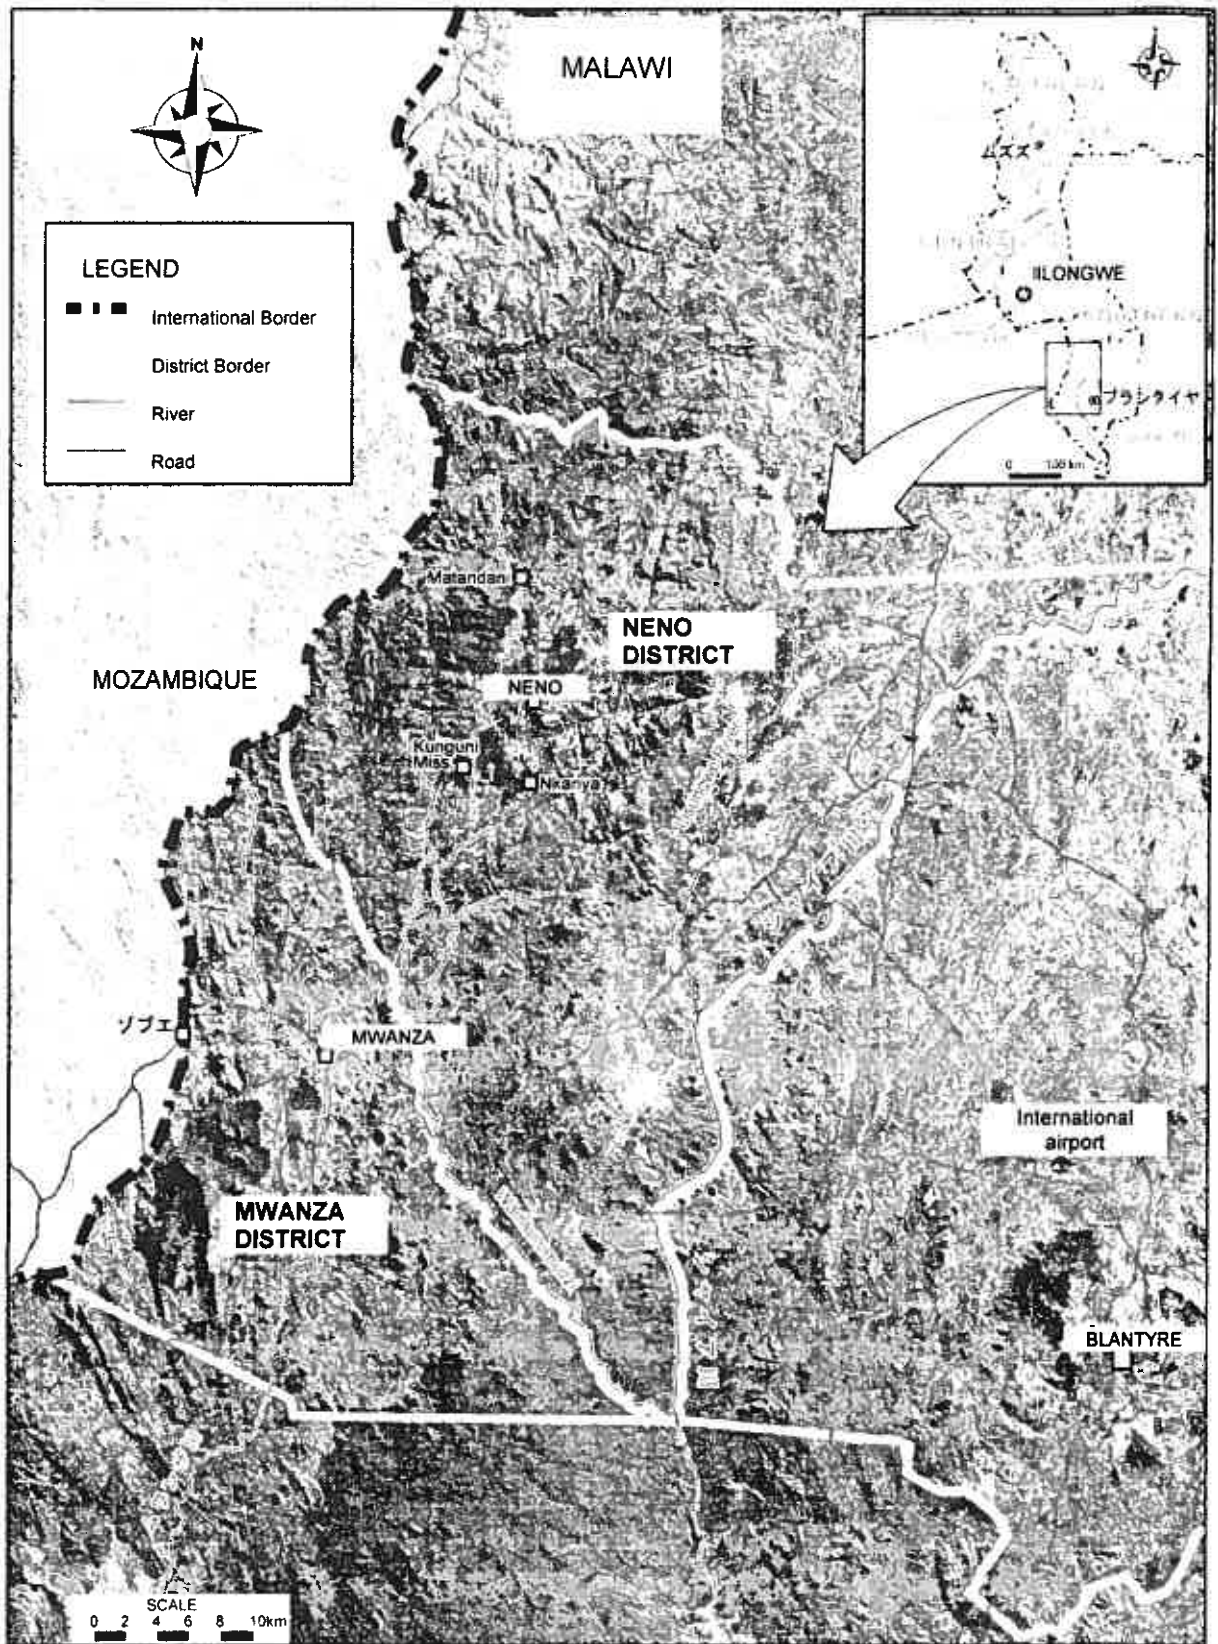 N
MALAWI
ムズズ
LEGEND
International Border
District Border
River
Road
IILONGWE
ブランタイヤ
0 100 km
Matandan
NENO
DISTRICT
MOZAMBIQUE
NENO
Kunguni
Miss
Nkanya
ゾブエ
MWANZA
International
airport
MWANZA
DISTRICT
BLANTYRE
SCALE
0 2 4 6 8 10km